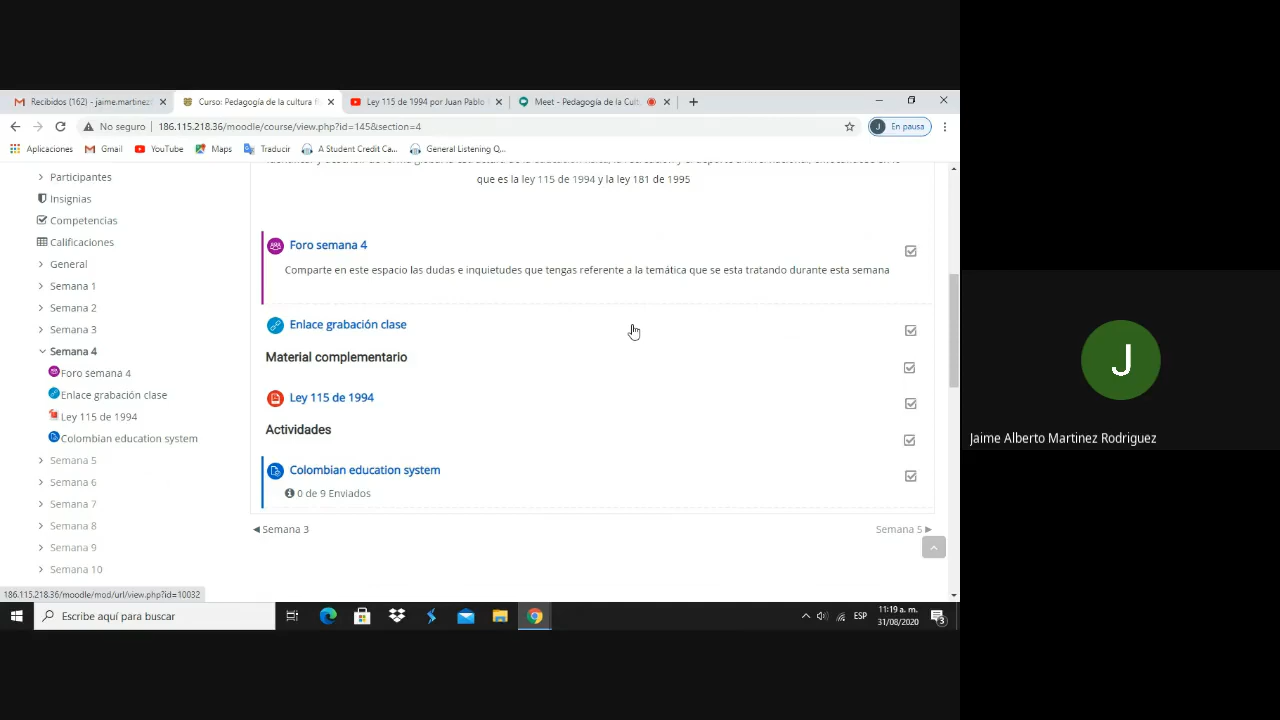 Recibidos (162) - jaime.martinez
Curso: Pedagogía de la cultura f
Ley 115 de 1994 por Juan Pablo
Meet - Pedagogía de la Cult
No seguro
186.115.218.36/moodle/course/view.php?id=145&section=4
En pausa
J
Aplicaciones
Gmail
YouTube
Maps
Traducir
A Student Credit Ca...
General Listening Q...
que es la ley 115 de 1994 y la ley 181 de 1995
Participantes
Insignias
Competencias
Calificaciones
General
Semana 1
Semana 2
Semana 3
Semana 4
Foro semana 4
Enlace grabación clase
Ley 115 de 1994
Colombian education system
Semana 5
Semana 6
Semana 7
Semana 8
Semana 9
Semana 10
Foro semana 4
Comparte en este espacio las dudas e inquietudes que tengas referente a la temática que se esta tratando durante esta semana
Enlace grabación clase
Material complementario
Ley 115 de 1994
Actividades
Colombian education system
0 de 9 Enviados
Semana 3
Semana 5
186.115.218.36/moodle/mod/url/view.php?id=10032
Escribe aquí para buscar
ESP
11:19 a. m.
31/08/2020
3
J
Jaime Alberto Martinez Rodriguez